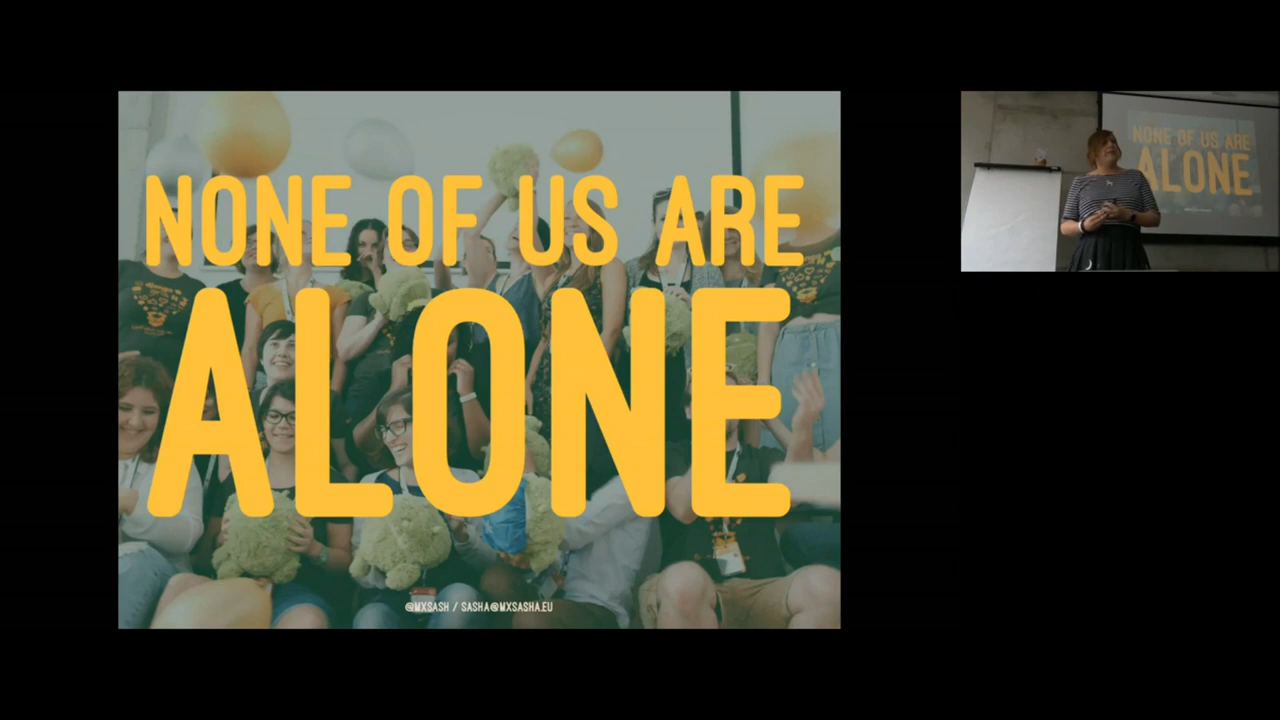 NONE OF US ARE
ALONE
@MXSASH / SASHA@MXSASHA.EU
NONE OF US ARE
ALONE